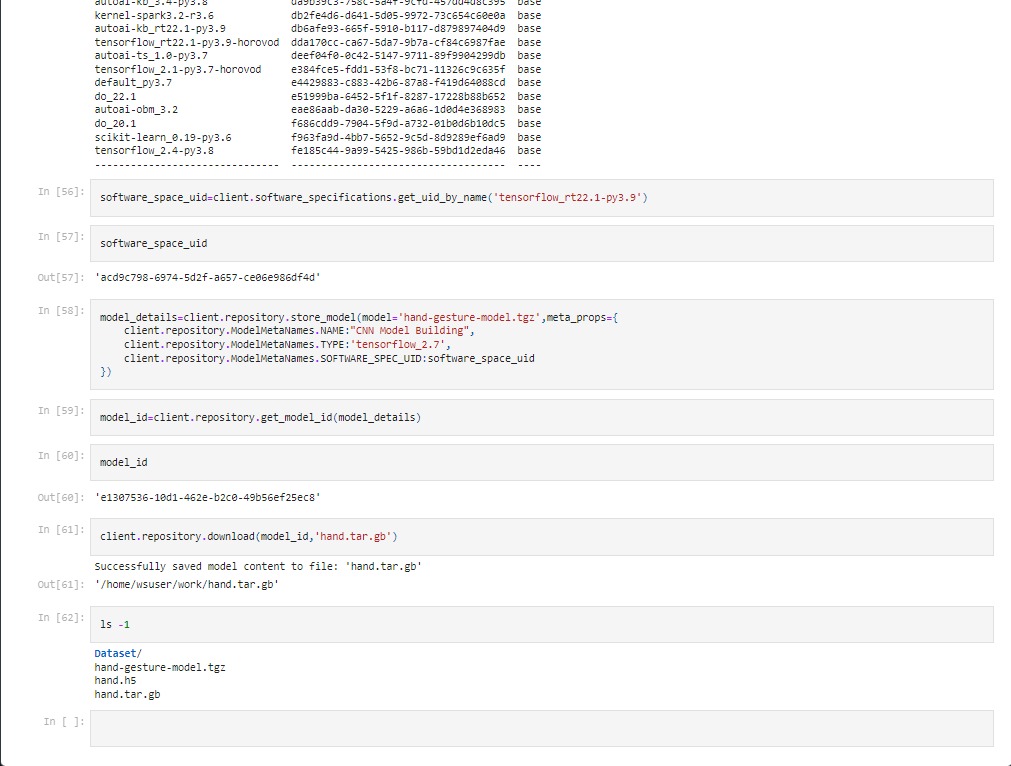 autoai-kb_3.4-py3.8 da9b39c3-758c-5a4f-9cfd-457dd4d8c395 base
kernel-spark3.2-r3.6 db2fe4d6-d641-5d05-9972-73c654c60e0a base
autoai-kb_rt22.1-py3.9 db6afe93-665f-5910-b117-d879897404d9 base
tensorflow_rt22.1-py3.9-horovod dda170cc-ca67-5da7-9b7a-cf84c6987fae base
autoai-ts_1.0-py3.7 deef04f0-0c42-5147-9711-89f9904299db base
tensorflow_2.1-py3.7-horovod e384fce5-fdd1-53f8-bc71-11326c9c635f base
default_py3.7 e4429883-c883-42b6-87a8-f419d64088cd base
do_22.1 e51999ba-6452-5f1f-8287-17228b88b652 base
autoai-obm_3.2 eae86aab-da30-5229-a6a6-1d0d4e368983 base
do_20.1 f686cdd9-7904-5f9d-a732-01b0d6b10dc5 base
scikit-learn_0.19-py3.6 f963fa9d-4bb7-5652-9c5d-8d9289ef6ad9 base
tensorflow_2.4-py3.8 fe185c44-9a99-5425-986b-59bd1d2eda46 base
------------------------------- ------------------------------------ ----
In [56]: software_space_uid=client.software_specifications.get_uid_by_name('tensorflow_rt22.1-py3.9')
In [57]: software_space_uid
Out[57]: 'acd9c798-6974-5d2f-a657-ce06e986df4d'
In [58]: model_details=client.repository.store_model(model='hand-gesture-model.tgz',meta_props={
client.repository.ModelMetaNames.NAME:"CNN Model Building",
client.repository.ModelMetaNames.TYPE:'tensorflow_2.7',
client.repository.ModelMetaNames.SOFTWARE_SPEC_UID:software_space_uid
})
In [59]: model_id=client.repository.get_model_id(model_details)
In [60]: model_id
Out[60]: 'e1307536-10d1-462e-b2c0-49b56ef25ec8'
In [61]: client.repository.download(model_id,'hand.tar.gb')
Successfully saved model content to file: 'hand.tar.gb'
Out[61]: '/home/wsuser/work/hand.tar.gb'
In [62]: ls -1
Dataset/
hand-gesture-model.tgz
hand.h5
hand.tar.gb
In [ ]: